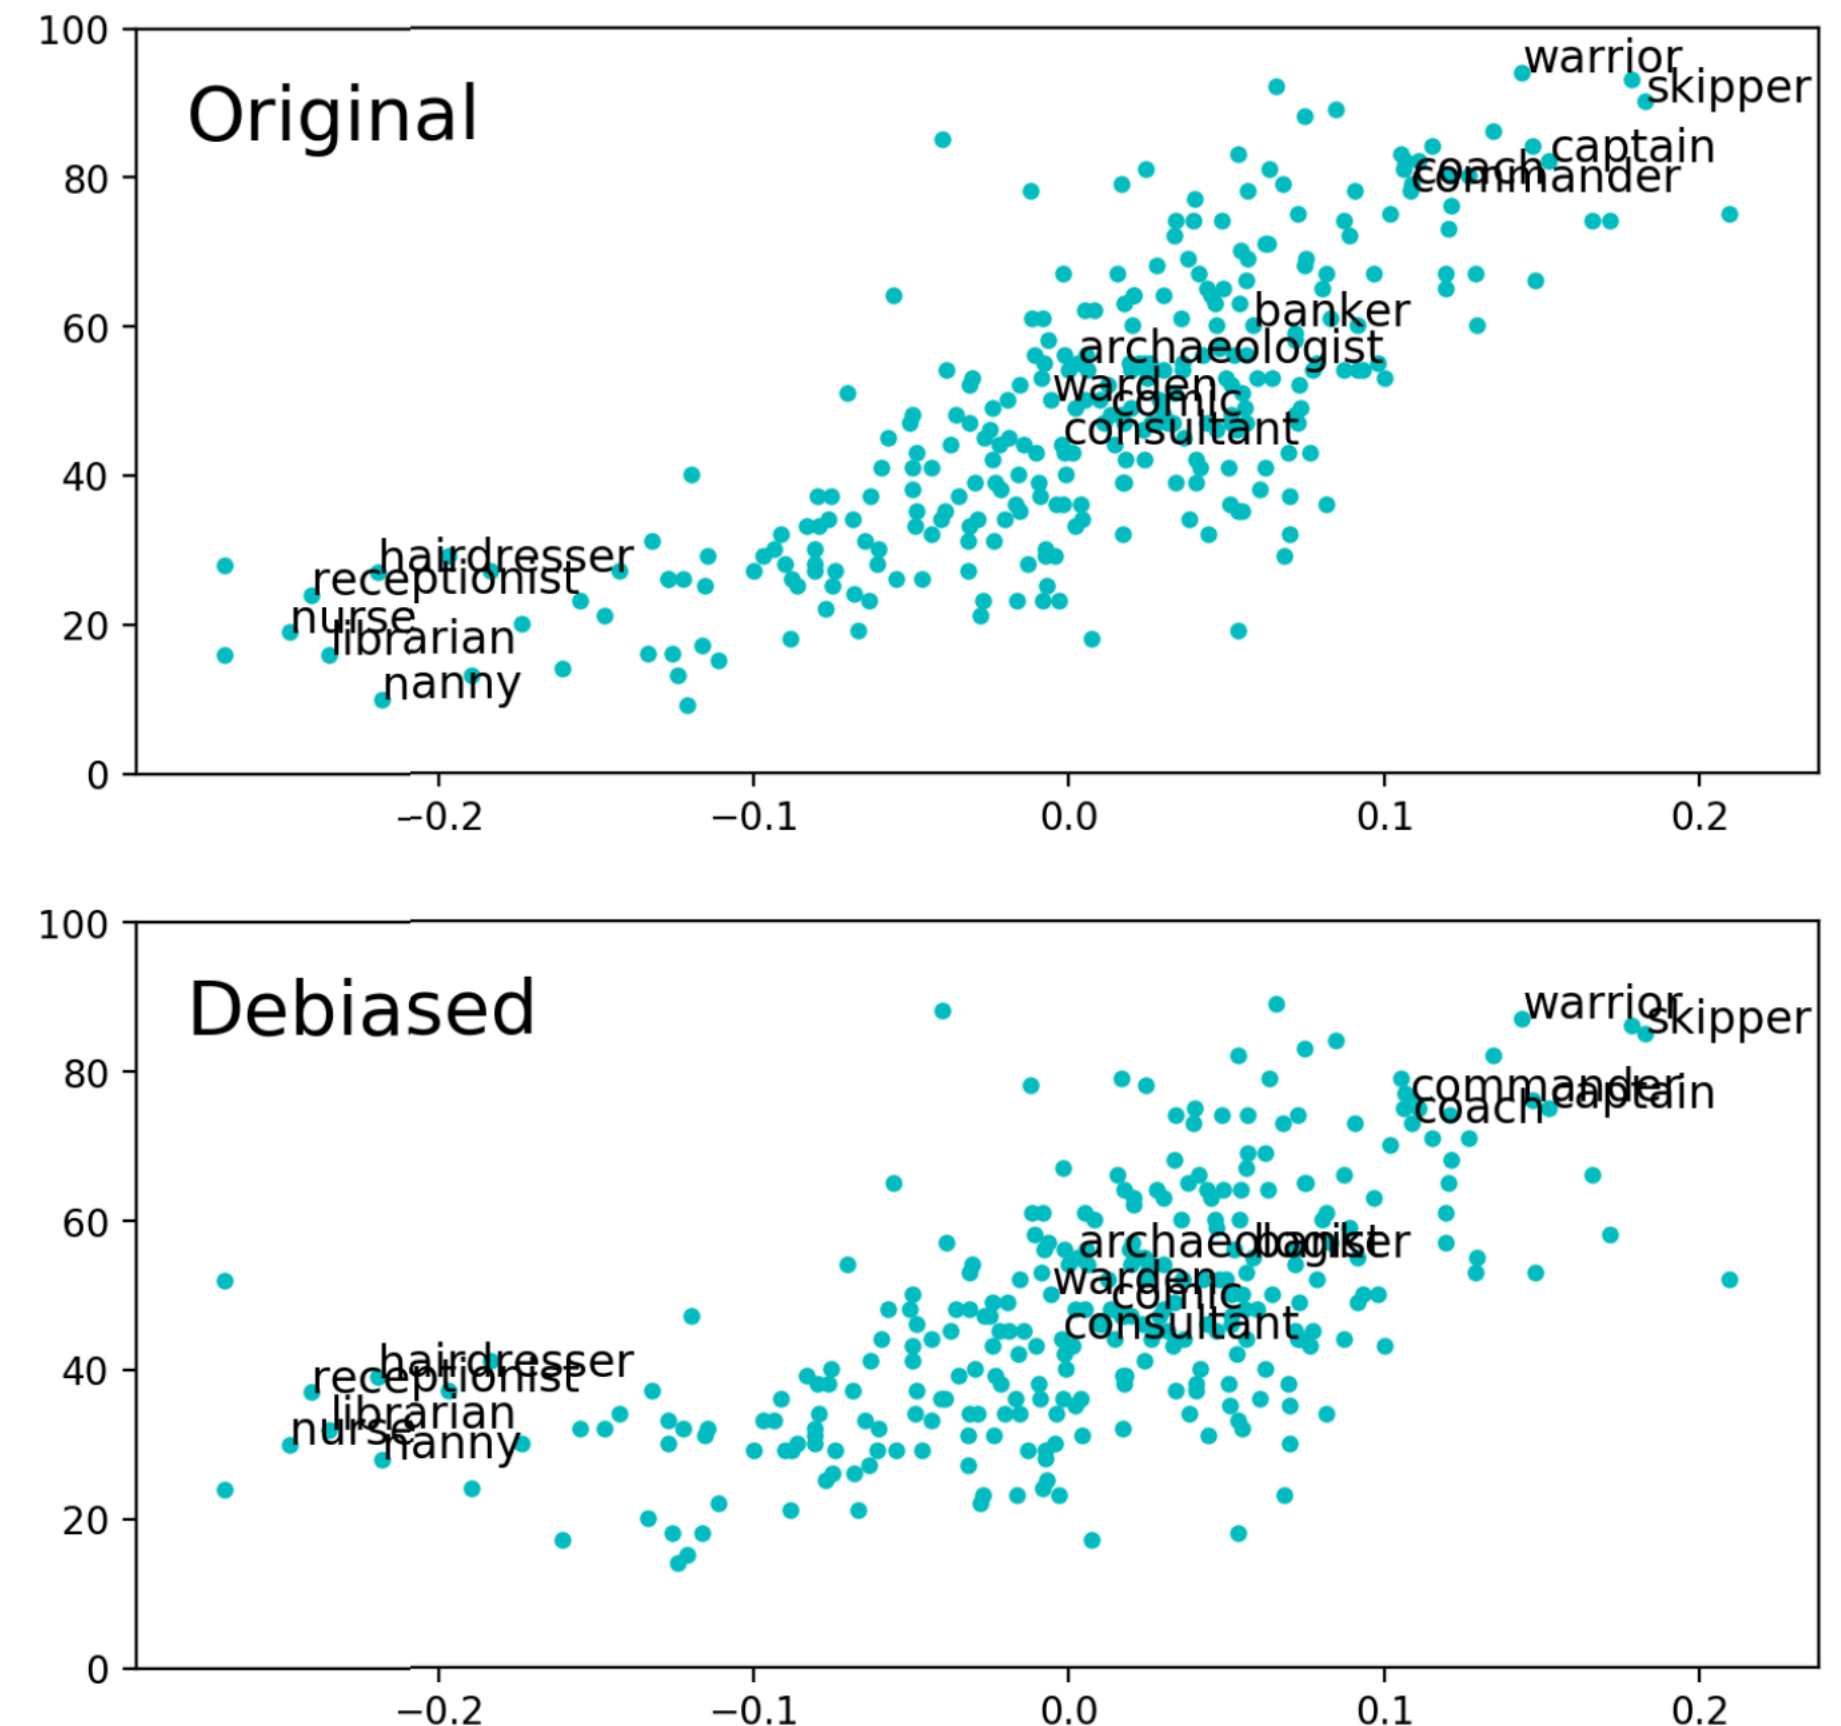 100
Original
warrior
skipper
captain
80
coach
commander
banker
60
archaeologist
warden
comic
consultant
40
hairdresser
receptionist
nurse
20
librarian
nanny
0
−0.2
−0.1
0.0
0.1
0.2
100
Debiased
warrior
skipper
80
commander
captain
coach
60
archaeologist
banker
warden
comic
consultant
40
hairdresser
receptionist
librarian
nurse
nanny
20
0
−0.2
−0.1
0.0
0.1
0.2